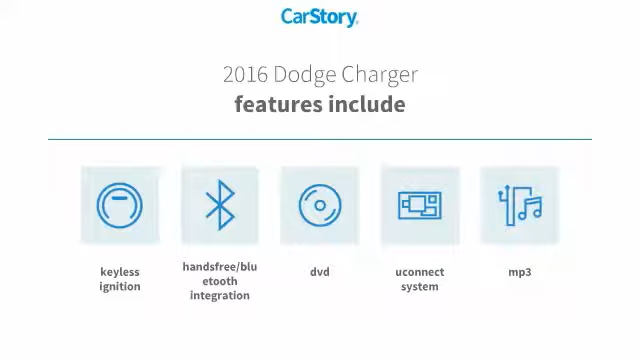 CarStory
2016 Dodge Charger
features include
keyless
ignition
handsfree/blu
etooth
integration
dvd
uconnect
system
mp3